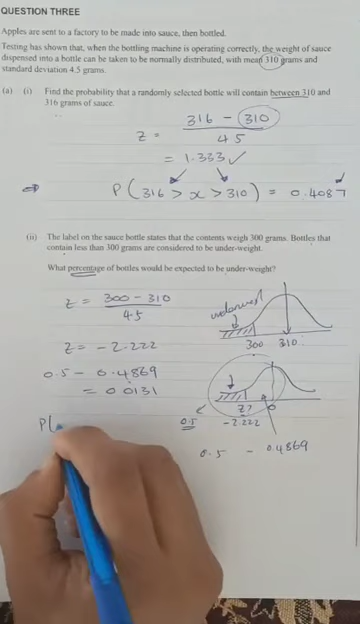 QUESTION THREE
Apples are sent to a factory to be made into sauce, then bottled.
Testing has shown that, when the bottling machine is operating correctly, the weight of sauce
dispensed into a bottle can be taken to be normally distributed, with mean 310 grams and
standard deviation 4.5 grams.
(a) (i) Find the probability that a randomly selected bottle will contain between 310 and
316 grams of sauce.
316 - 310
Z =
4.5
= 1.333 ✓
⇒ P(316 > x > 310) = 0.4087
(ii) The label on the sauce bottle states that the contents weigh 300 grams. Bottles that
contain less than 300 grams are considered to be under-weight.
What percentage of bottles would be expected to be under-weight?
Z = 300 - 310
4.5
300 310
Z = -2.222
0.5 - 0.4869
= 0.0131
Z? 0
0.5 -2.222
P(
0.5 - 0.4869